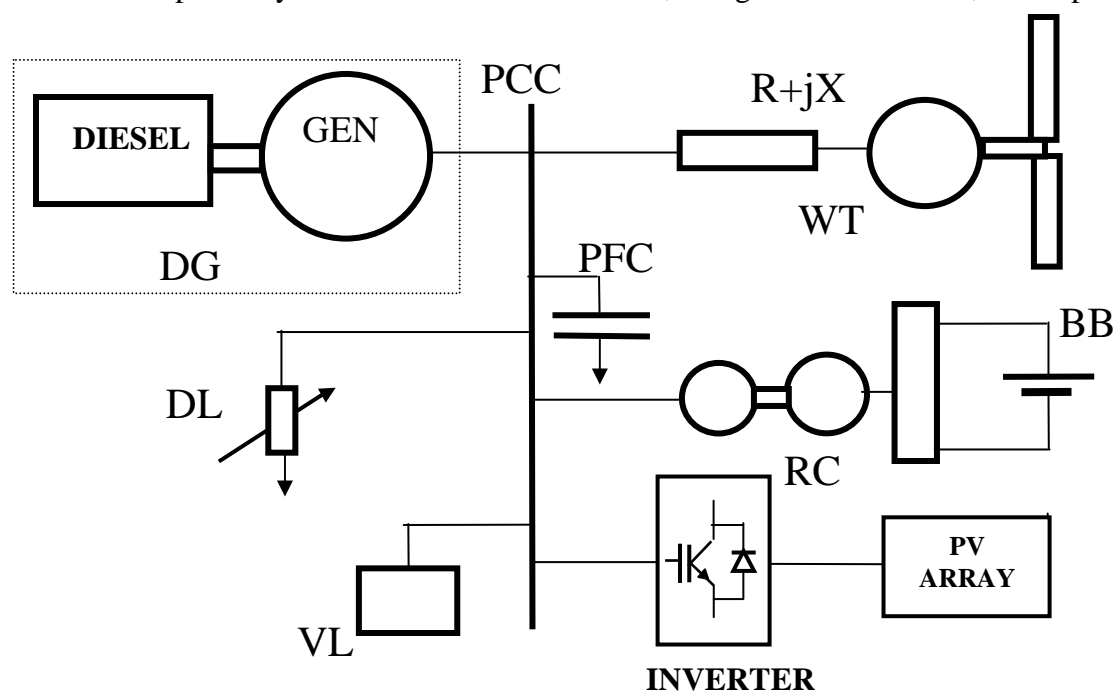 PCC
R+jX
DIESEL
GEN
WT
DG
PFC
BB
DL
RC
PV
ARRAY
VL
INVERTER